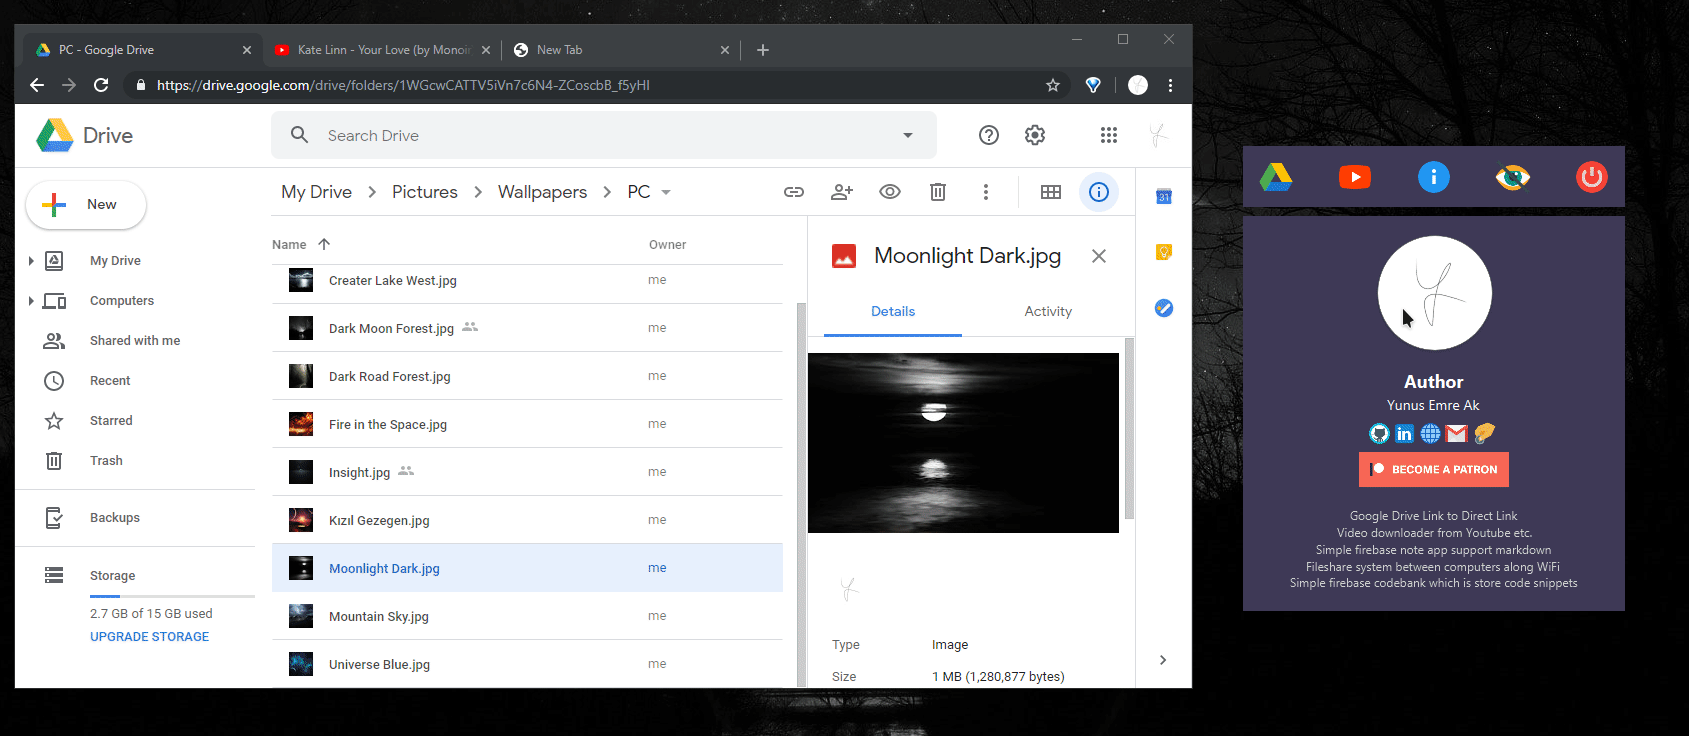 PC - Google Drive
Kate Linn - Your Love (by Monoir
New Tab
https://drive.google.com/drive/folders/1WGcwCATTV5iVn7c6N4-ZCoscbB_f5yHI
Drive
Search Drive
New
My Drive
Computers
Shared with me
Recent
Starred
Trash
Backups
Storage
2.7 GB of 15 GB used
UPGRADE STORAGE
My Drive
Pictures
Wallpapers
PC
Name
Owner
Creater Lake West.jpg
me
Dark Moon Forest.jpg
me
Dark Road Forest.jpg
me
Fire in the Space.jpg
me
Insight.jpg
me
Kızıl Gezegen.jpg
me
Moonlight Dark.jpg
me
Mountain Sky.jpg
me
Universe Blue.jpg
me
Moonlight Dark.jpg
Details
Activity
Type
Image
Size
1 MB (1,280,877 bytes)
31
Author
Yunus Emre Ak
in
BECOME A PATRON
Google Drive Link to Direct Link
Video downloader from Youtube etc.
Simple firebase note app support markdown
Fileshare system between computers along WiFi
Simple firebase codebank which is store code snippets